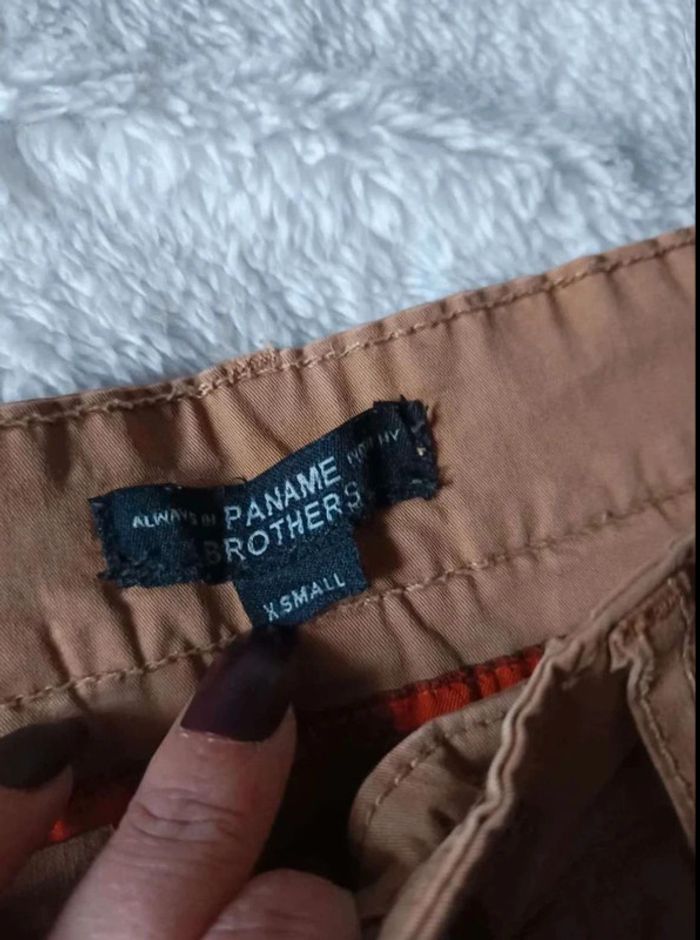 ALWAYS IN
PANAME
BROTHERS
X SMALL